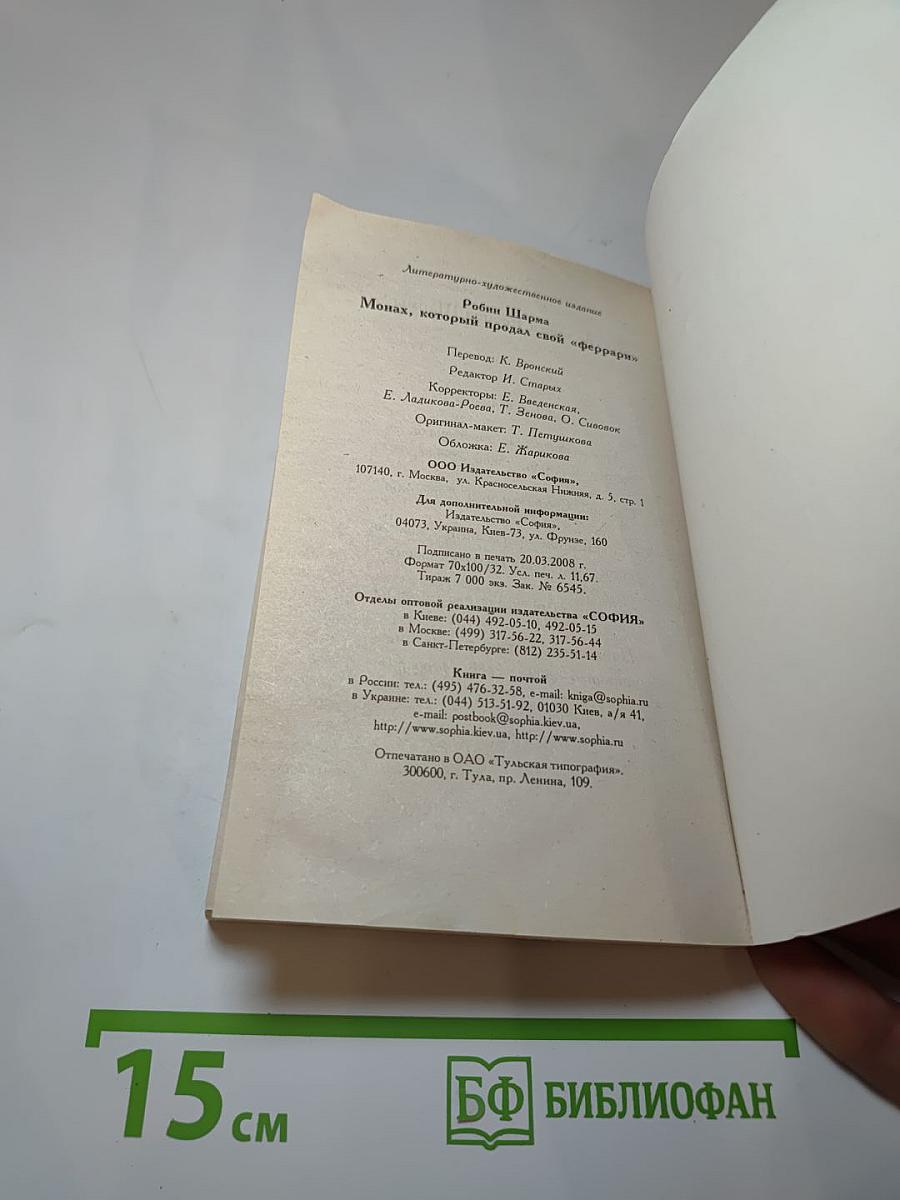 Литературно-художественное издание
Робин Шарма
Монах, который продал свой «феррари»
Перевод: К. Вронский
Редактор И. Старых
Корректоры: Е. Введенская,
Е. Ладикова-Роева, Т. Зенова, О. Сивовок
Оригинал-макет: Т. Петушкова
Обложка: Е. Жарикова
ООО Издательство «София»,
107140, г. Москва, ул. Красносельская Нижняя, д. 5, стр. 1
Для дополнительной информации:
Издательство «София»,
04073, Украина, Киев-73, ул. Фрунзе, 160
Подписано в печать 20.03.2008 г.
Формат 70x100/32. Усл. печ. л. 11,67.
Тираж 7 000 экз. Зак. № 6545.
Отделы оптовой реализации издательства «СОФИЯ»
в Киеве: (044) 492-05-10, 492-05-15
в Москве: (499) 317-56-22, 317-56-44
в Санкт-Петербурге: (812) 235-51-14
Книга — почтой
в России: тел.: (495) 476-32-58, e-mail: kniga@sophia.ru
в Украине: тел.: (044) 513-51-92, 01030 Киев, а/я 41,
e-mail: postbook@sophia.kiev.ua,
http://www.sophia.kiev.ua, http://www.sophia.ru
Отпечатано в ОАО «Тульская типография».
300600, г. Тула, пр. Ленина, 109.
15 см
БФ БИБЛИОФАН